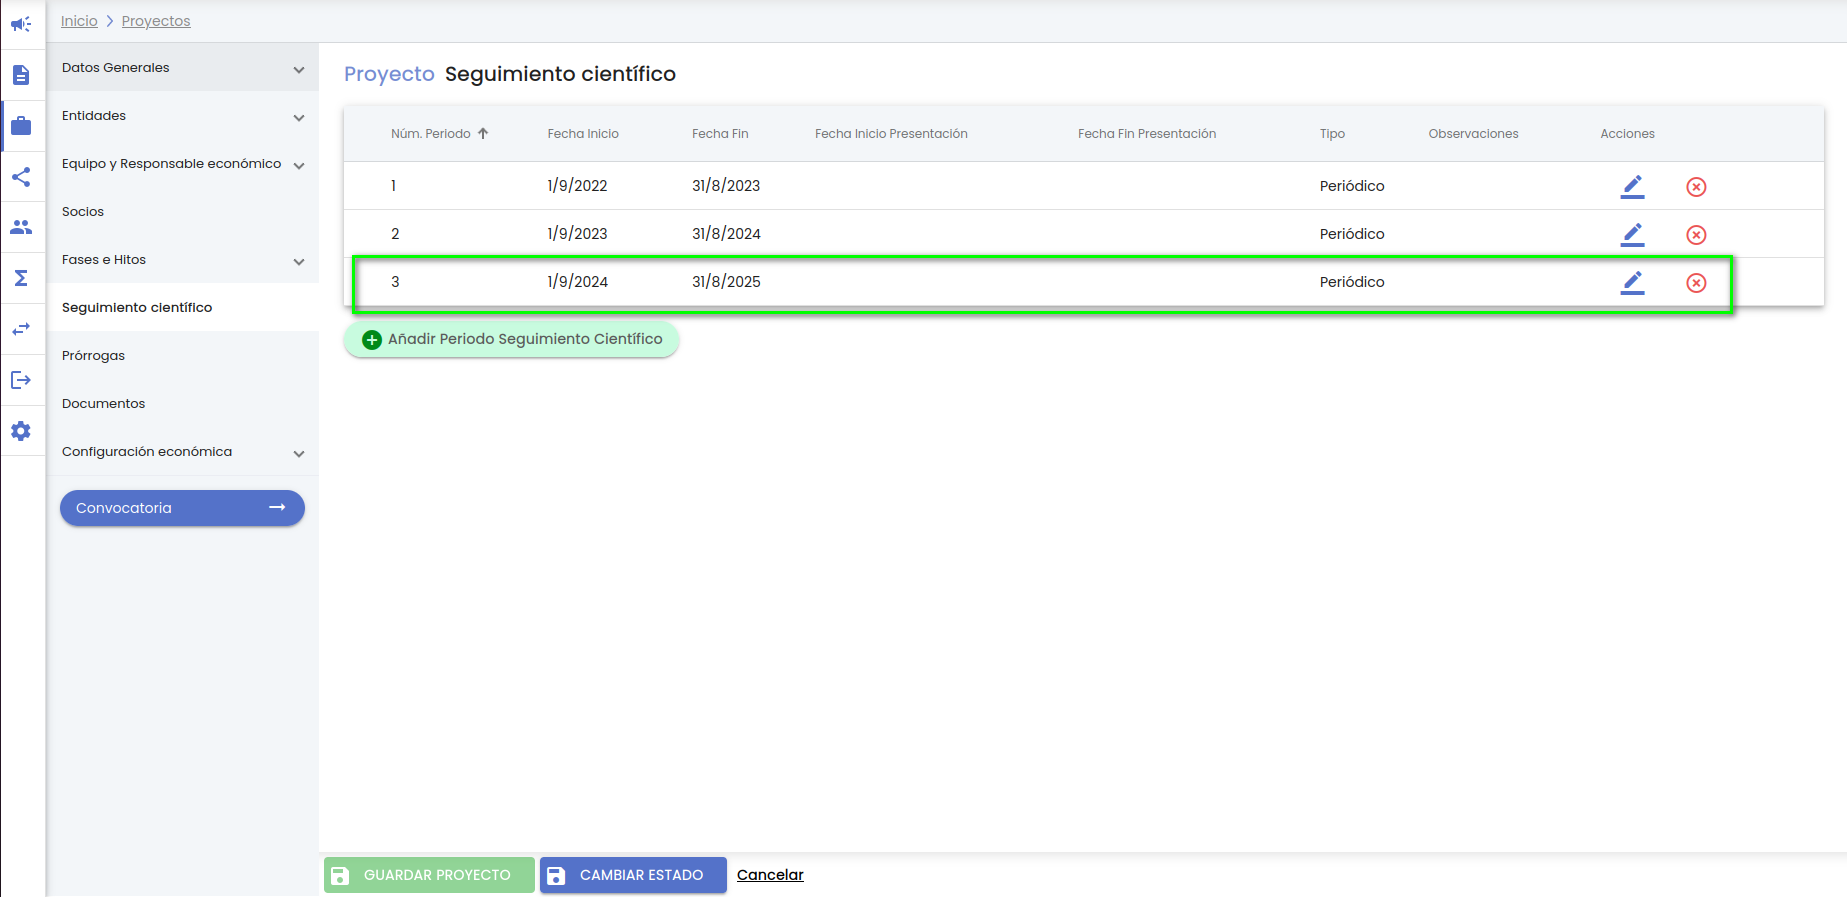 Inicio > Proyectos
Datos Generales
Entidades
Equipo y Responsable económico
Socios
Fases e Hitos
Seguimiento científico
Prórrogas
Documentos
Configuración económica
Convocatoria
Proyecto Seguimiento científico
Núm. Periodo Fecha Inicio Fecha Fin Fecha Inicio Presentación Fecha Fin Presentación Tipo Observaciones Acciones
1 1/9/2022 31/8/2023 Periódico
2 1/9/2023 31/8/2024 Periódico
3 1/9/2024 31/8/2025 Periódico
Añadir Periodo Seguimiento Científico
GUARDAR PROYECTO CAMBIAR ESTADO Cancelar